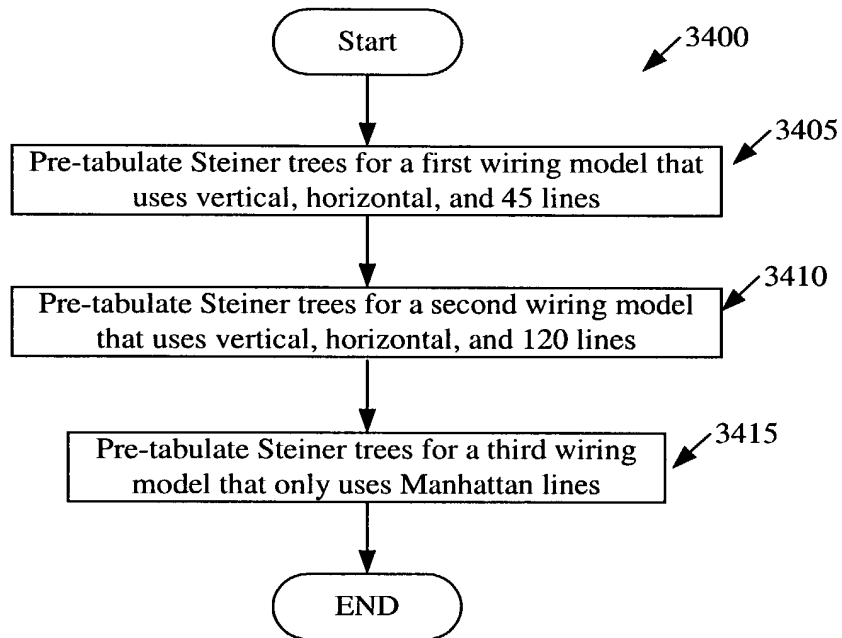 Start
3400
3405
Pre-tabulate Steiner trees for a first wiring model that
uses vertical, horizontal, and 45 lines
3410
Pre-tabulate Steiner trees for a second wiring model
that uses vertical, horizontal, and 120 lines
3415
Pre-tabulate Steiner trees for a third wiring
model that only uses Manhattan lines
END